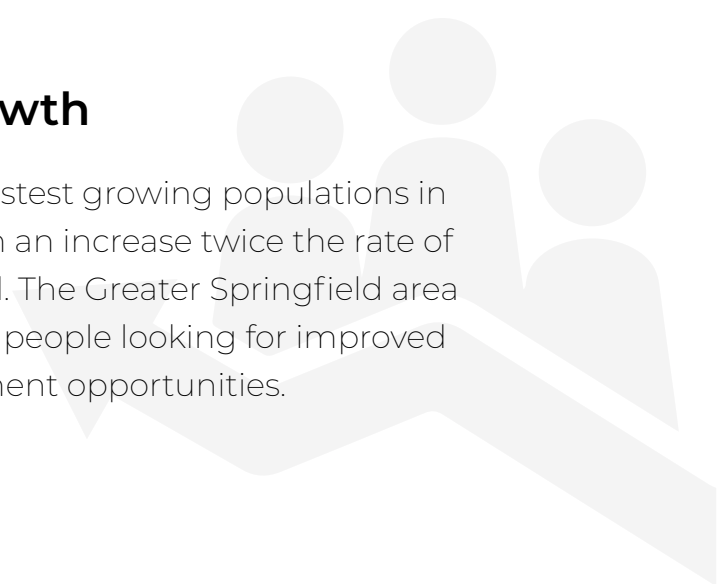 wth
stest growing populations in
n an increase twice the rate of
. The Greater Springfield area
people looking for improved
nent opportunities.